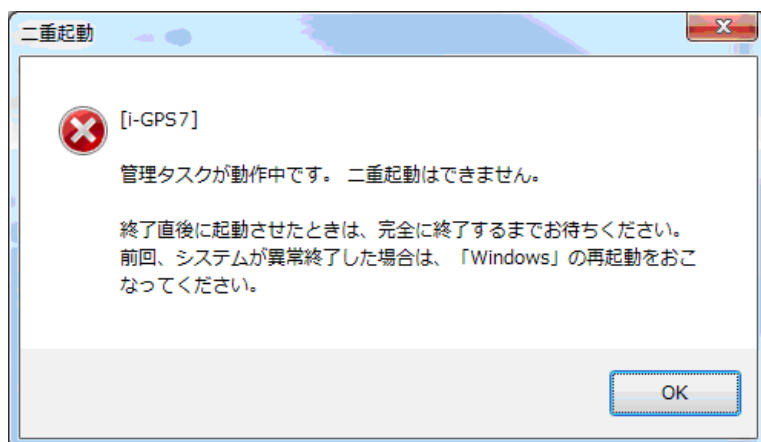 二重起動
[i-GPS7]
管理タスクが動作中です。 二重起動はできません。
終了直後に起動させたときは、完全に終了するまでお待ちください。
前回、システムが異常終了した場合は、「Windows」の再起動をおこ
なってください。
OK